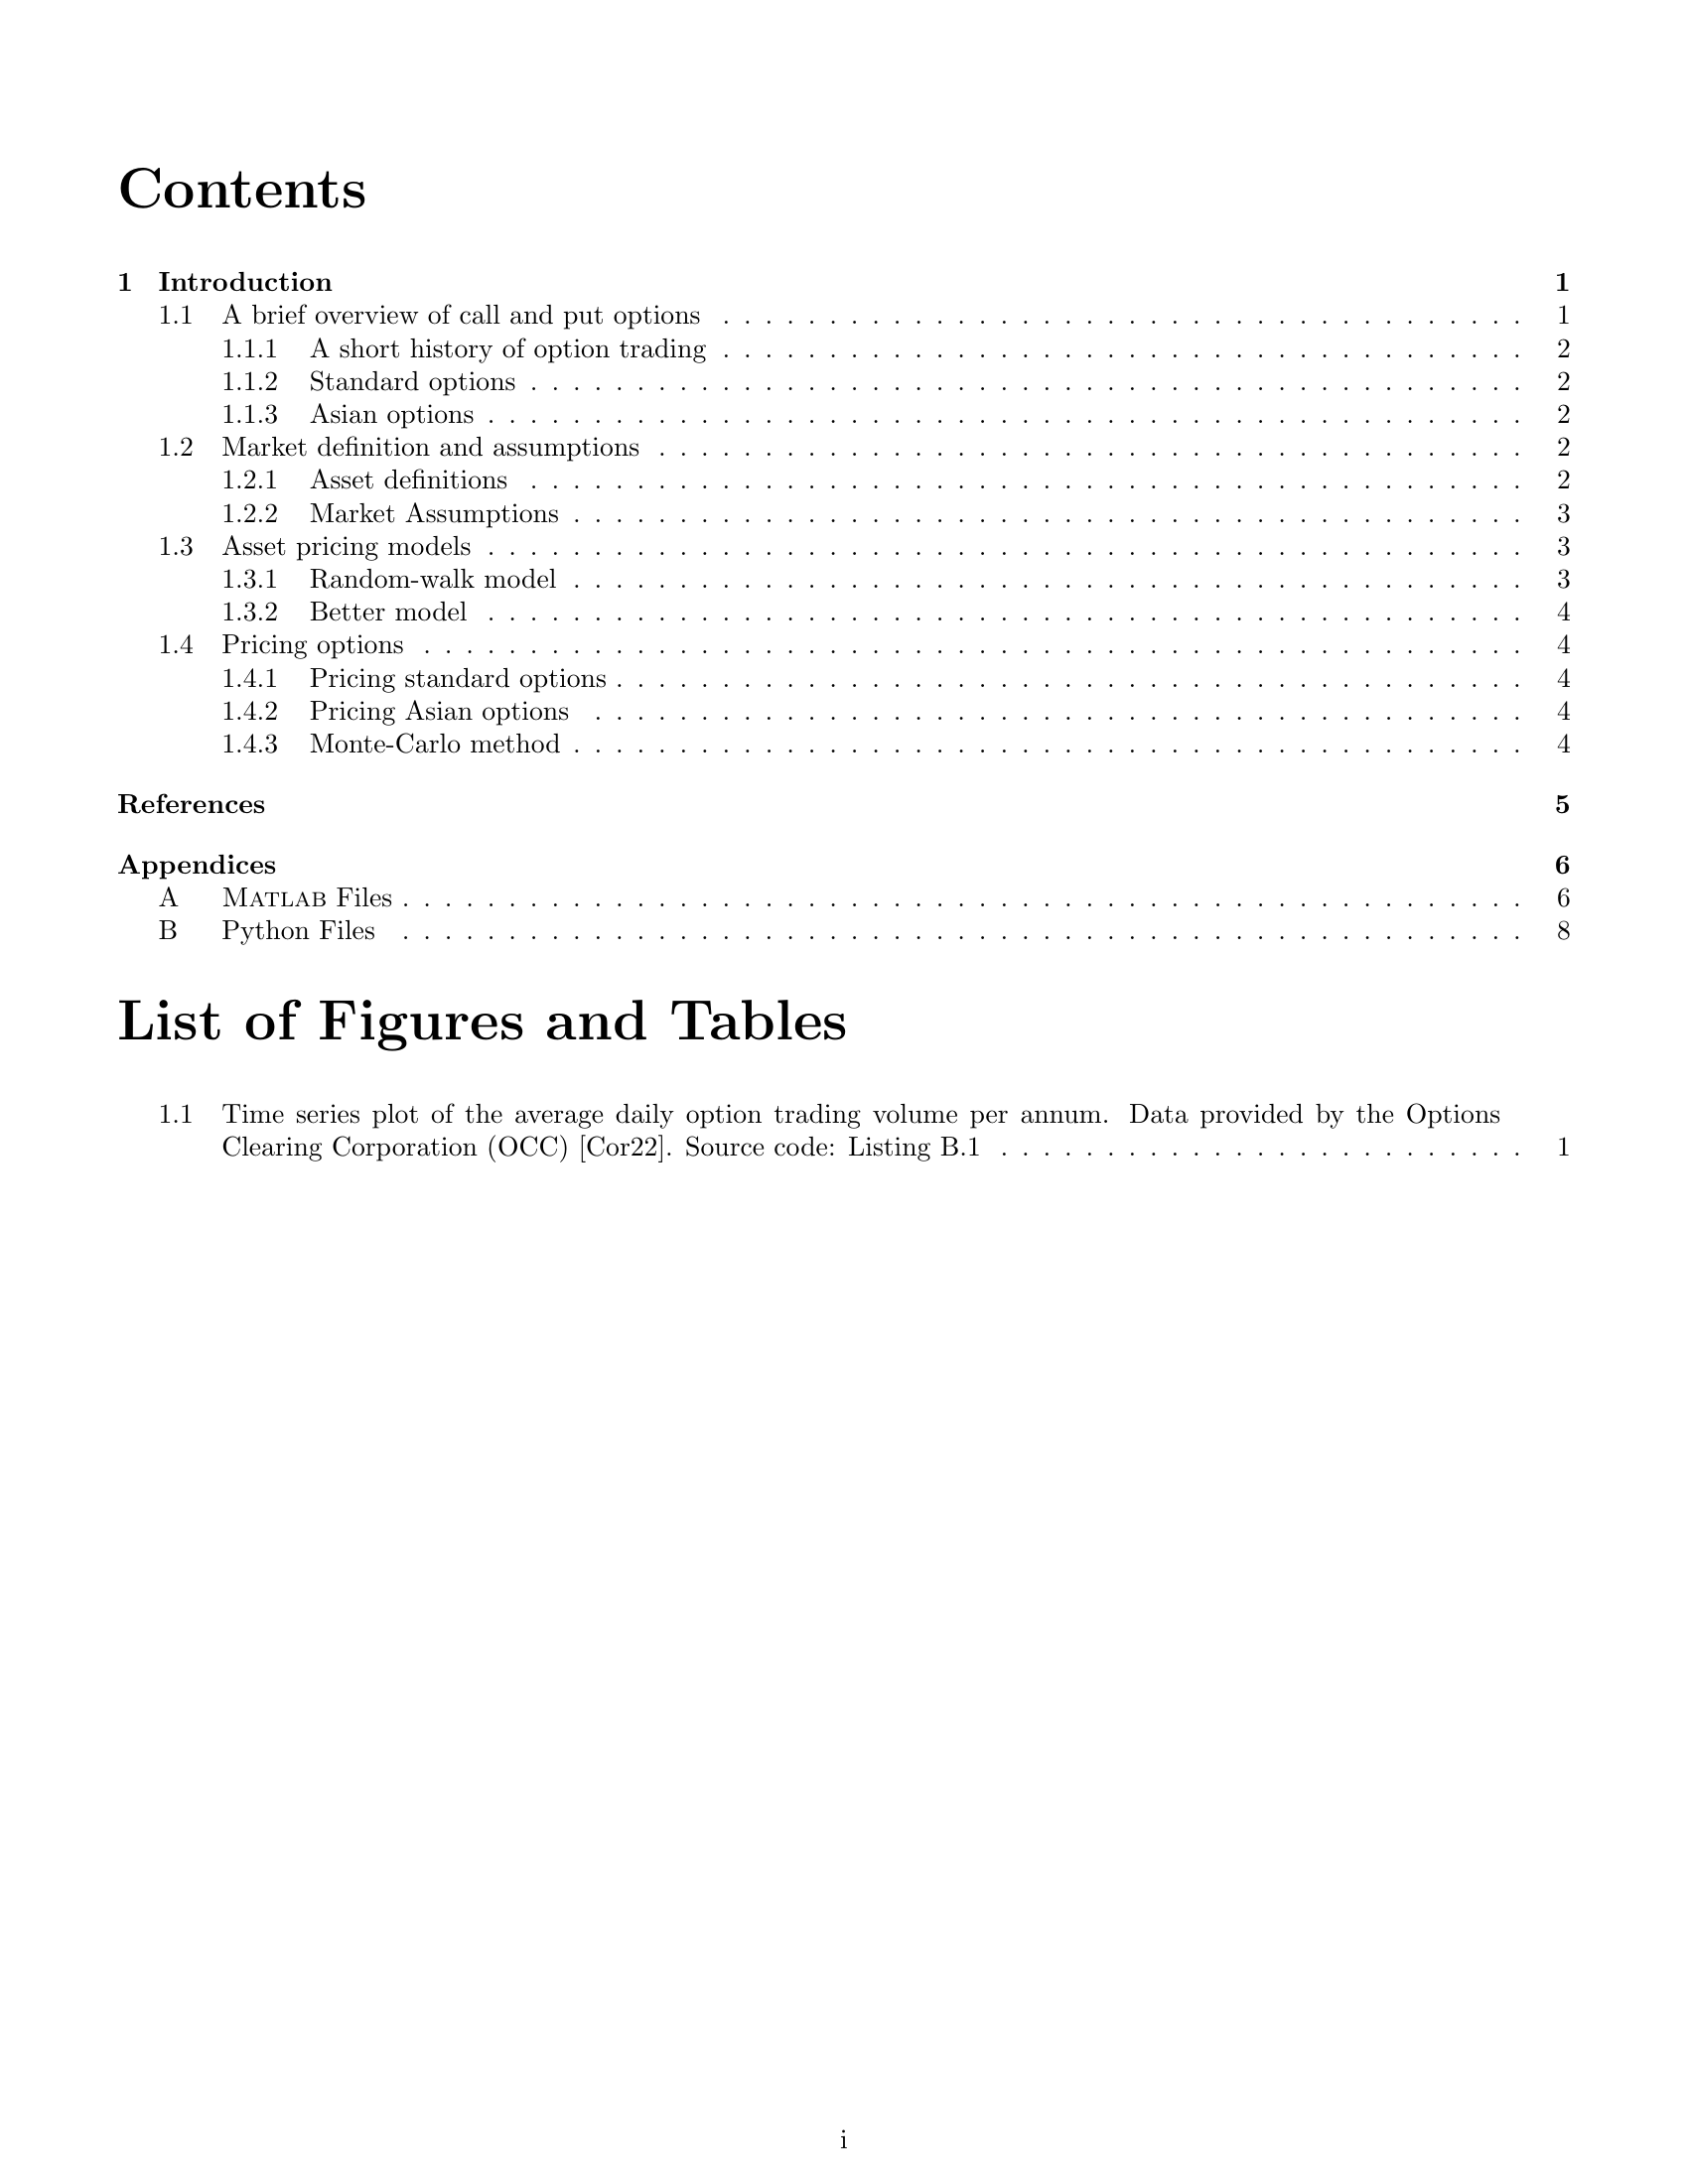 Contents
1 Introduction 1
1.1 A brief overview of call and put options . . . . . . . . . . . . . . . . . . . . . . . . . . . . . . . . . . . . . . 1
1.1.1 A short history of option trading . . . . . . . . . . . . . . . . . . . . . . . . . . . . . . . . . . . . . . 2
1.1.2 Standard options . . . . . . . . . . . . . . . . . . . . . . . . . . . . . . . . . . . . . . . . . . . . . . . 2
1.1.3 Asian options . . . . . . . . . . . . . . . . . . . . . . . . . . . . . . . . . . . . . . . . . . . . . . . . . 2
1.2 Market definition and assumptions . . . . . . . . . . . . . . . . . . . . . . . . . . . . . . . . . . . . . . . . . 2
1.2.1 Asset definitions . . . . . . . . . . . . . . . . . . . . . . . . . . . . . . . . . . . . . . . . . . . . . . . 2
1.2.2 Market Assumptions . . . . . . . . . . . . . . . . . . . . . . . . . . . . . . . . . . . . . . . . . . . . . 3
1.3 Asset pricing models . . . . . . . . . . . . . . . . . . . . . . . . . . . . . . . . . . . . . . . . . . . . . . . . . 3
1.3.1 Random-walk model . . . . . . . . . . . . . . . . . . . . . . . . . . . . . . . . . . . . . . . . . . . . . 3
1.3.2 Better model . . . . . . . . . . . . . . . . . . . . . . . . . . . . . . . . . . . . . . . . . . . . . . . . . 4
1.4 Pricing options . . . . . . . . . . . . . . . . . . . . . . . . . . . . . . . . . . . . . . . . . . . . . . . . . . . . 4
1.4.1 Pricing standard options . . . . . . . . . . . . . . . . . . . . . . . . . . . . . . . . . . . . . . . . . . . 4
1.4.2 Pricing Asian options . . . . . . . . . . . . . . . . . . . . . . . . . . . . . . . . . . . . . . . . . . . . 4
1.4.3 Monte-Carlo method . . . . . . . . . . . . . . . . . . . . . . . . . . . . . . . . . . . . . . . . . . . . . 4
References 5
Appendices 6
A Matlab Files . . . . . . . . . . . . . . . . . . . . . . . . . . . . . . . . . . . . . . . . . . . . . . . . . . . . . 6
B Python Files . . . . . . . . . . . . . . . . . . . . . . . . . . . . . . . . . . . . . . . . . . . . . . . . . . . . . 8
List of Figures and Tables
1.1 Time series plot of the average daily option trading volume per annum. Data provided by the Options
Clearing Corporation (OCC) [Cor22]. Source code: Listing B.1 . . . . . . . . . . . . . . . . . . . . . . . . . 1
i